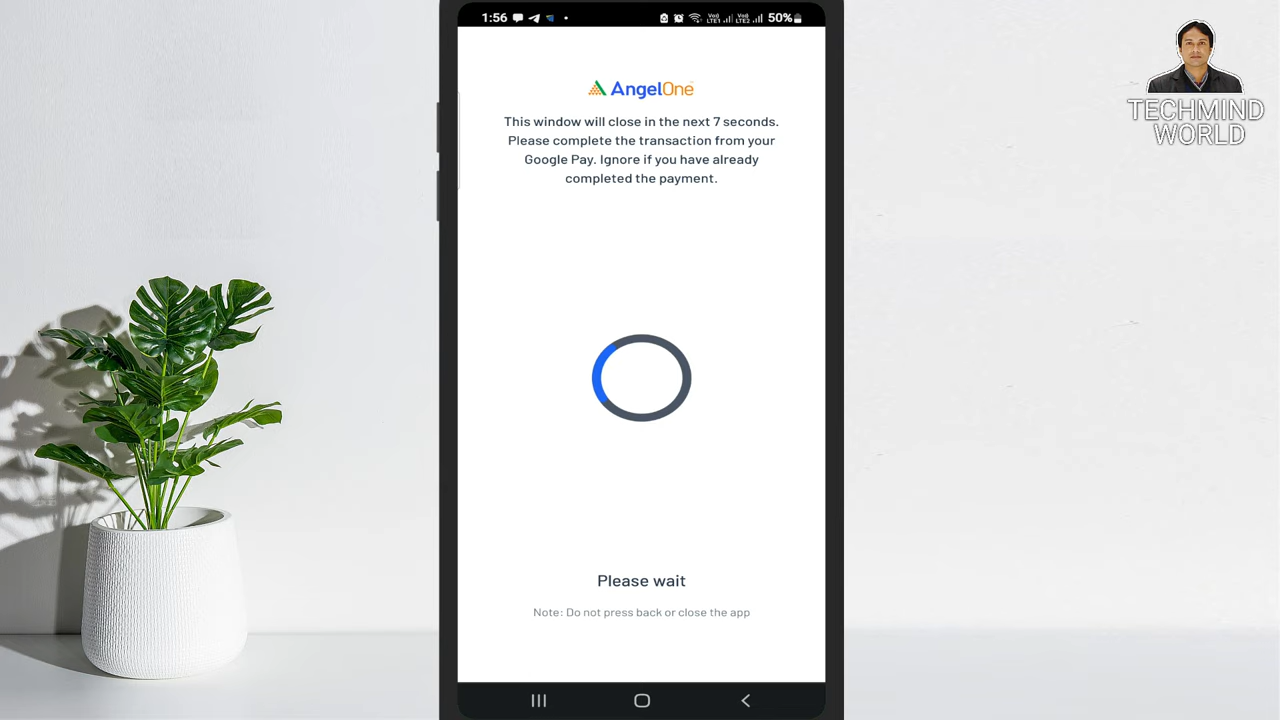 1:56
50%
AngelOne
This window will close in the next 7 seconds.
Please complete the transaction from your
Google Pay. Ignore if you have already
completed the payment.
Please wait
Note: Do not press back or close the app
TECHMIND
WORLD